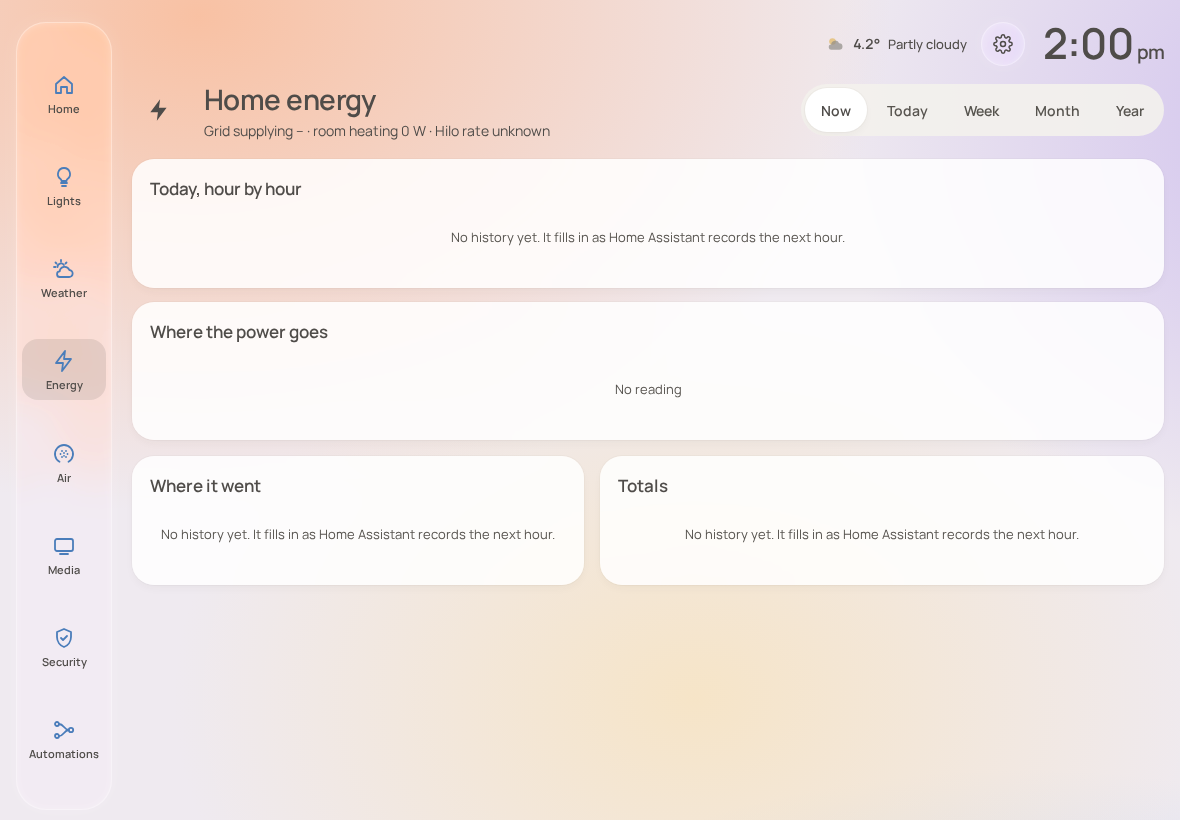 4.2° Partly cloudy
2:00 pm
Home
Lights
Weather
Energy
Air
Media
Security
Automations
Home energy
Grid supplying – · room heating 0 W · Hilo rate unknown
Now Today Week Month Year
Today, hour by hour
No history yet. It fills in as Home Assistant records the next hour.
Where the power goes
No reading
Where it went
No history yet. It fills in as Home Assistant records the next hour.
Totals
No history yet. It fills in as Home Assistant records the next hour.